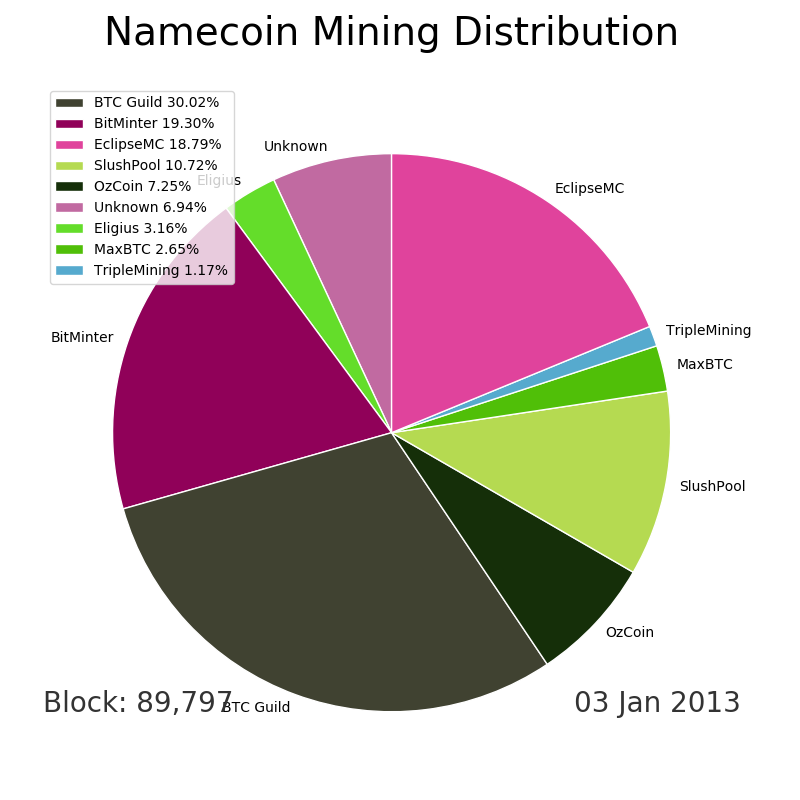 Namecoin Mining Distribution
BTC Guild 30.02%
BitMinter 19.30%
EclipseMC 18.79%
SlushPool 10.72%
OzCoin 7.25%
Unknown 6.94%
Eligius 3.16%
MaxBTC 2.65%
TripleMining 1.17%
Unknown
Eligius
EclipseMC
BitMinter
TripleMining
MaxBTC
SlushPool
OzCoin
BTC Guild
Block: 89,797
03 Jan 2013